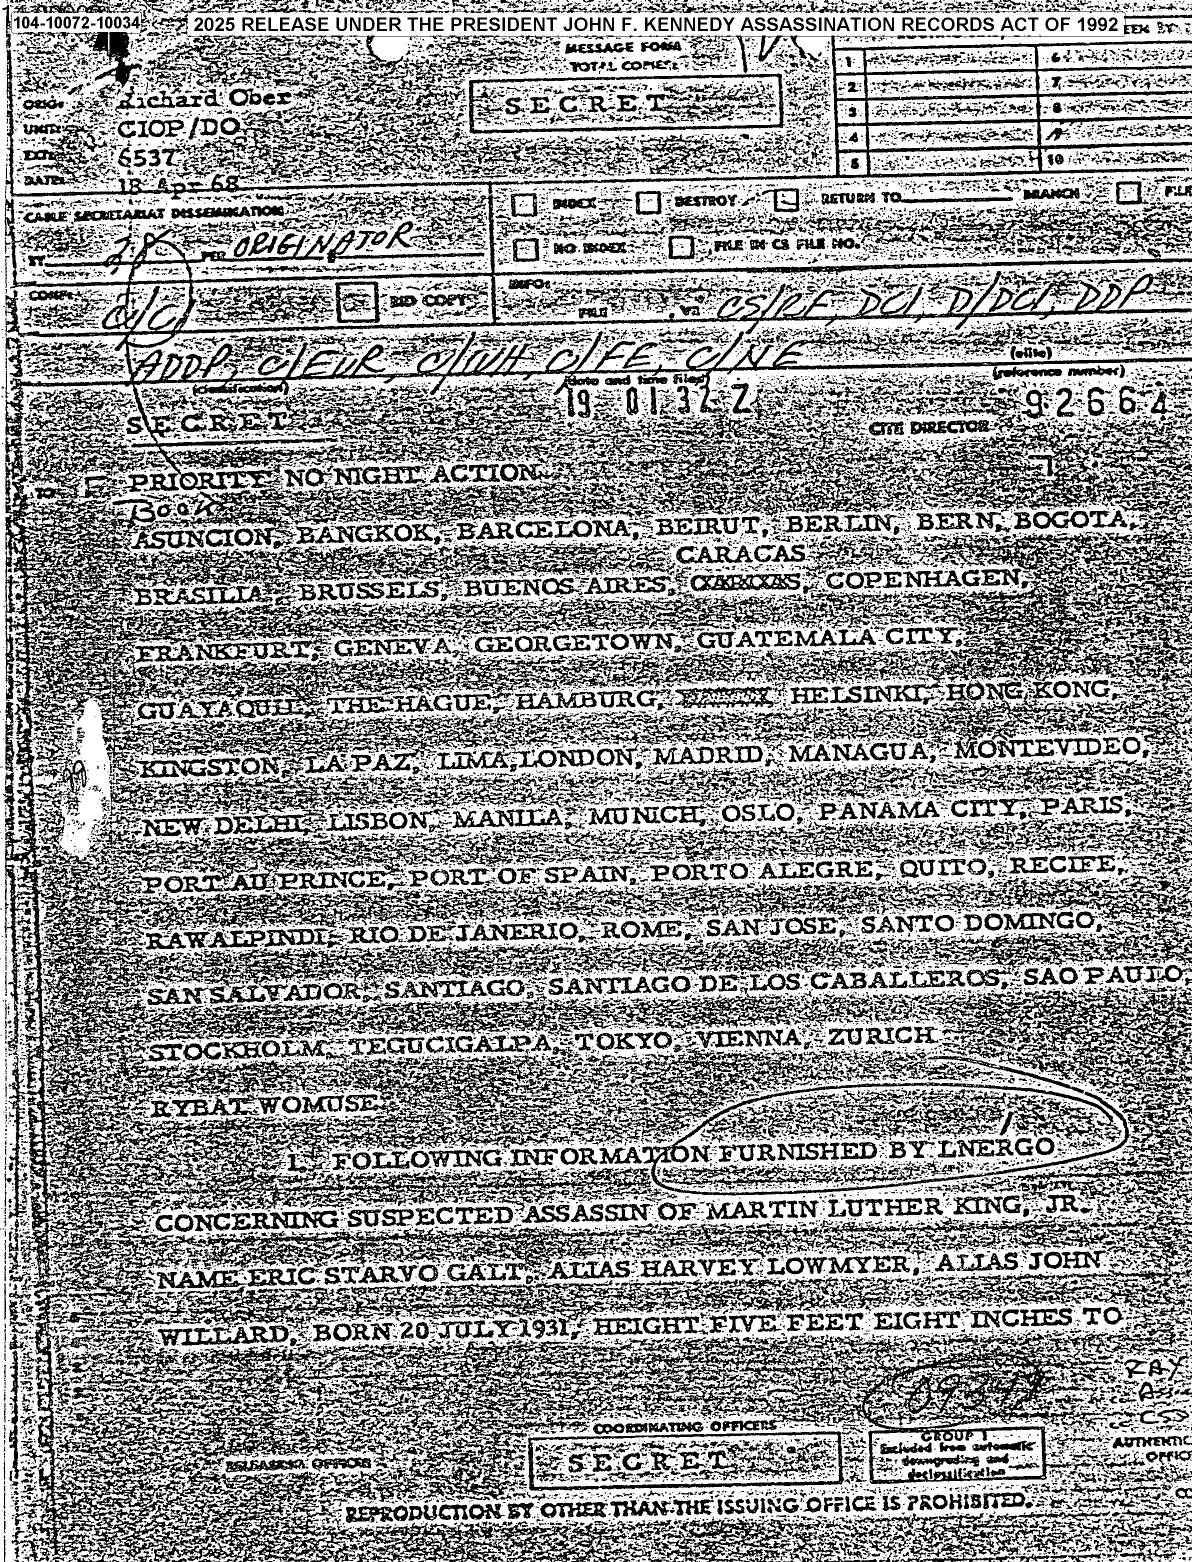 104-10072-10034
2025 RELEASE UNDER THE PRESIDENT JOHN F. KENNEDY ASSASSINATION RECORDS ACT OF 1992
MESSAGE FORM
TOTAL COPIES:
SECRET
1 6
2 7
3 8
4 9
5 10
ORIG: Richard Ober
UNIT: CIOP/DO
EXT: 6537
DATE: 18 Apr 68
INDEX DESTROY RETURN TO BRANCH FILE
CABLE SECRETARIAT DISSEMINATION
BY 28 PER ORIGINATOR
NO INDEX FILE IN CS FILE NO.
CONF: RID COPY
INFO:
FILE VR CS/RF, DCI, D/DCI, DDP
ADDP, C/EUR, C/WH, C/FE, C/NE
(elite)
(classification) (date and time filed) (reference number)
SECRET 19 01 32 Z CITE DIRECTOR 92664
TO PRIORITY NO NIGHT ACTION
BOOK
ASUNCION, BANGKOK, BARCELONA, BEIRUT, BERLIN, BERN, BOGOTA,
CARACAS
BRASILIA, BRUSSELS, BUENOS AIRES, COPENHAGEN,
FRANKFURT, GENEVA, GEORGETOWN, GUATEMALA CITY,
GUAYAQUIL, THE HAGUE, HAMBURG, HELSINKI, HONG KONG,
KINGSTON, LA PAZ, LIMA, LONDON, MADRID, MANAGUA, MONTEVIDEO,
NEW DELHI, LISBON, MANILA, MUNICH, OSLO, PANAMA CITY, PARIS,
PORT AU PRINCE, PORT OF SPAIN, PORTO ALEGRE, QUITO, RECIFE,
RAWALPINDI, RIO DE JANERIO, ROME, SAN JOSE, SANTO DOMINGO,
SAN SALVADOR, SANTIAGO, SANTIAGO DE LOS CABALLEROS, SAO PAULO,
STOCKHOLM, TEGUCIGALPA, TOKYO, VIENNA, ZURICH
RYBAT WOMUSE
1. FOLLOWING INFORMATION FURNISHED BY LNERGO
CONCERNING SUSPECTED ASSASSIN OF MARTIN LUTHER KING, JR.
NAME ERIC STARVO GALT, ALIAS HARVEY LOWMYER, ALIAS JOHN
WILLARD, BORN 20 JULY 1931, HEIGHT FIVE FEET EIGHT INCHES TO
COORDINATING OFFICERS
RELEASING OFFICER
SECRET
GROUP 1
Excluded from automatic
downgrading and
declassification
AUTHENTIC
OFFIC
REPRODUCTION BY OTHER THAN THE ISSUING OFFICE IS PROHIBITED.